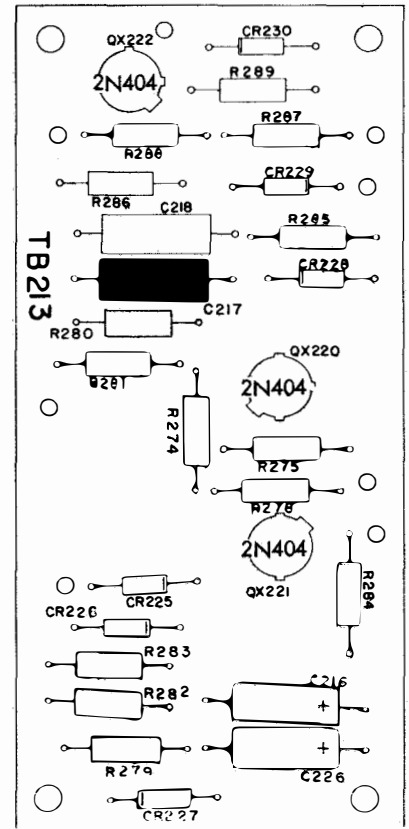 CR230
QX222
2N404
R289
R288
R287
CR229
R286
C218
R285
TB213
CR228
C217
R280
R281
QX220
2N404
R274
R275
R278
2N404
QX221
R284
CR225
CR226
R283
R282
C216
+
+
R279
C226
CR227